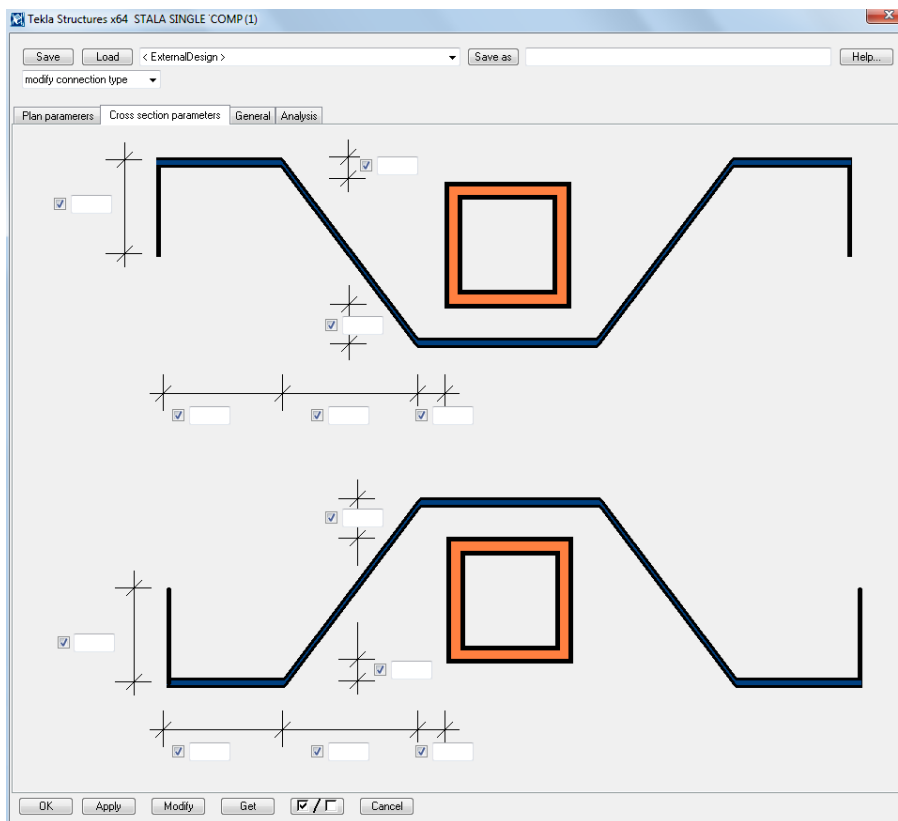 Tekla Structures x64 STALA SINGLE `COMP (1)
Save Load < ExternalDesign > Save as Help...
modify connection type
Plan paramerers Cross section parameters General Analysis
OK Apply Modify Get / Cancel